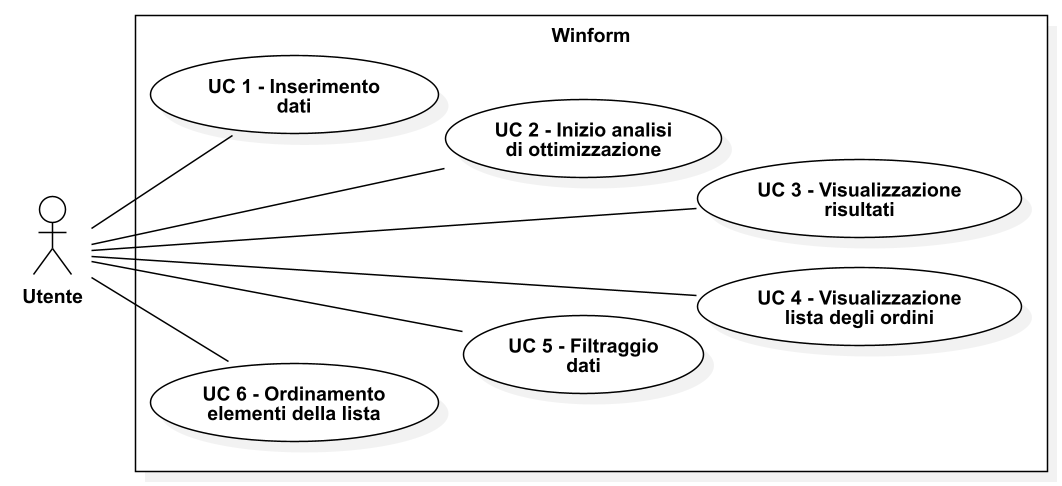 Winform
UC 1 - Inserimento
dati
UC 2 - Inizio analisi
di ottimizzazione
UC 3 - Visualizzazione
risultati
Utente
UC 4 - Visualizzazione
lista degli ordini
UC 5 - Filtraggio
dati
UC 6 - Ordinamento
elementi della lista